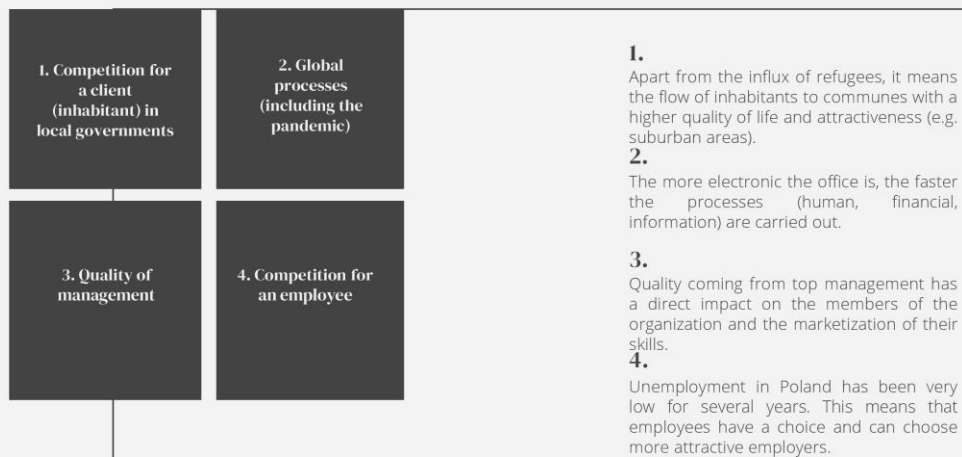 1. Competition for
a client
(inhabitant) in
local governments
2. Global
processes
(including the
pandemic)
3. Quality of
management
4. Competition for
an employee
1.
Apart from the influx of refugees, it means
the flow of inhabitants to communes with a
higher quality of life and attractiveness (e.g.
suburban areas).
2.
The more electronic the office is, the faster
the processes (human, financial,
information) are carried out.
3.
Quality coming from top management has
a direct impact on the members of the
organization and the marketization of their
skills.
4.
Unemployment in Poland has been very
low for several years. This means that
employees have a choice and can choose
more attractive employers.